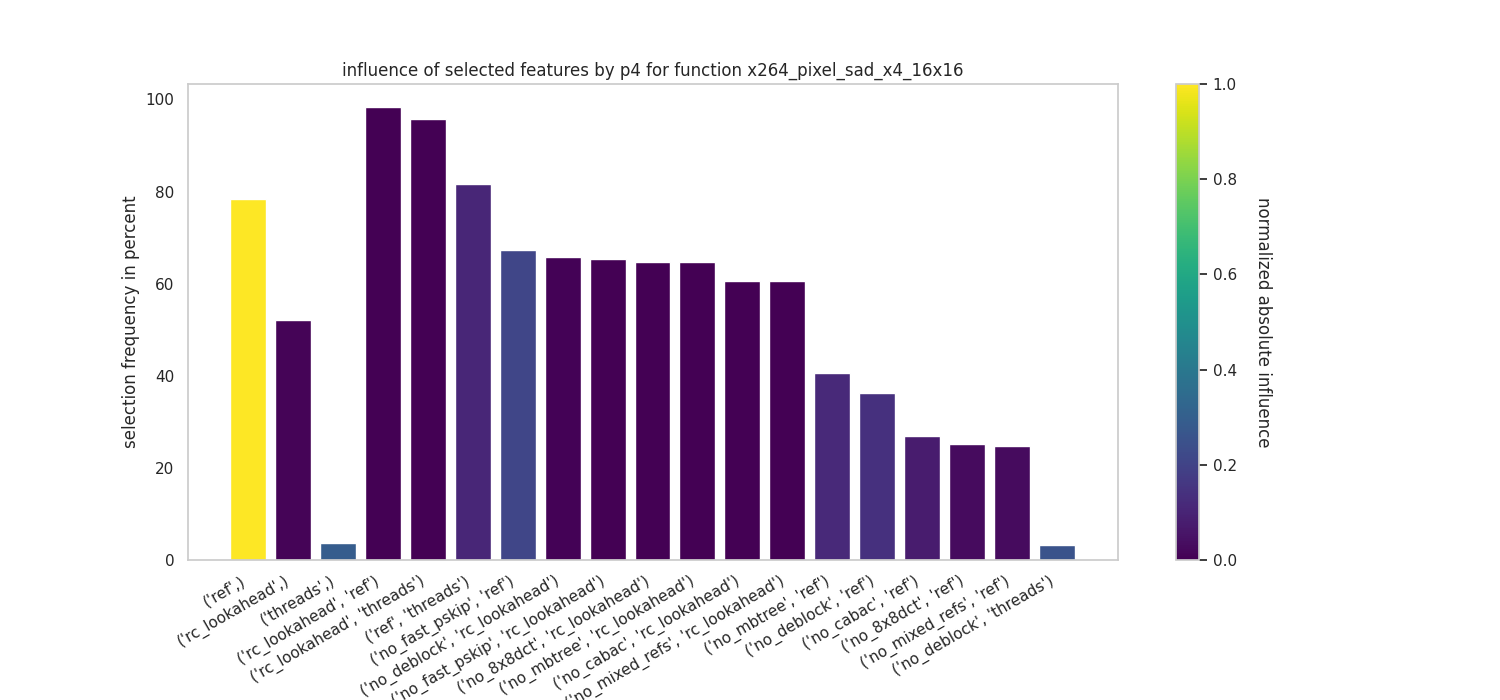 influence of selected features by p4 for function x264_pixel_sad_x4_16x16
selection frequency in percent
100
80
60
40
20
0
('ref',)
('rc_lookahead',)
('threads',)
('rc_lookahead', 'ref')
('rc_lookahead', 'threads')
('ref', 'threads')
('no_fast_pskip', 'ref')
('no_deblock', 'rc_lookahead')
('no_fast_pskip', 'rc_lookahead')
('no_8x8dct', 'rc_lookahead')
('no_mbtree', 'rc_lookahead')
('no_cabac', 'rc_lookahead')
('no_mixed_refs', 'rc_lookahead')
('no_mbtree', 'ref')
('no_deblock', 'ref')
('no_cabac', 'ref')
('no_8x8dct', 'ref')
('no_mixed_refs', 'ref')
('no_deblock', 'threads')
1.0
0.8
0.6
0.4
0.2
0.0
normalized absolute influence